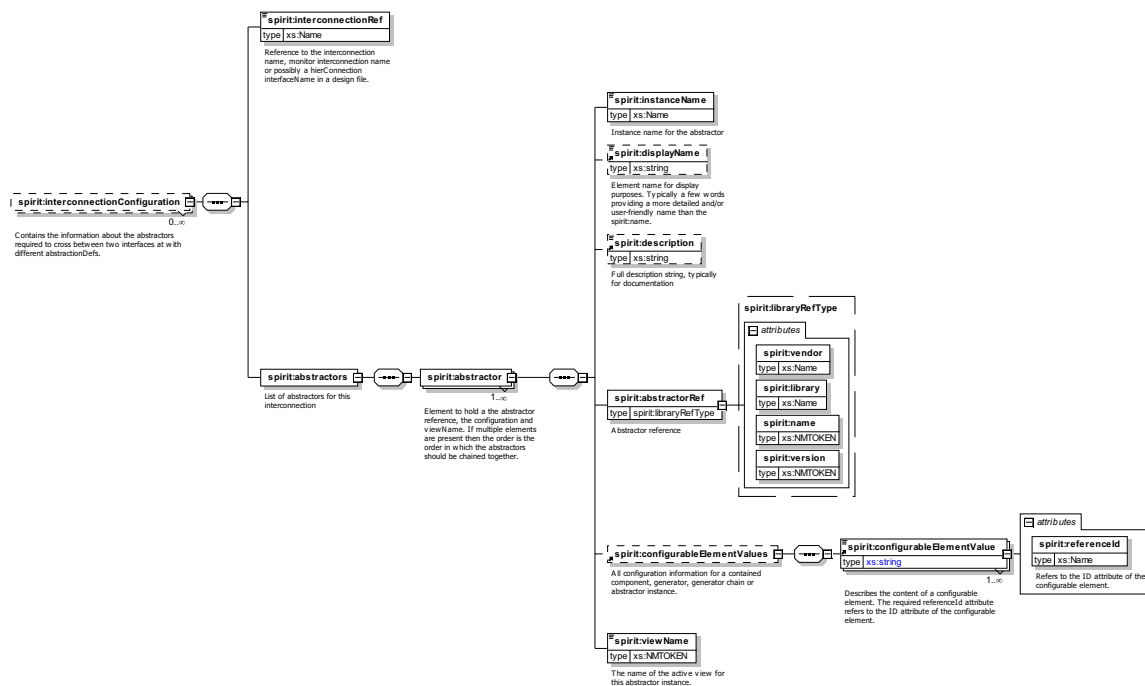 spirit:interconnectionRef
type xs:Name
Reference to the interconnection
name, monitor interconnection name
or possibly a hierConnection
interfaceName in a design file.
spirit:interconnectionConfiguration
0..∞
Contains the information about the abstractors
required to cross between two interfaces at with
different abstractionDefs.
spirit:abstractors
List of abstractors for this
interconnection
spirit:abstractor
1..∞
Element to hold a the abstractor
reference, the configuration and
viewName. If multiple elements
are present then the order is the
order in which the abstractors
should be chained together.
spirit:instanceName
type xs:Name
Instance name for the abstractor
spirit:displayName
type xs:string
Element name for display
purposes. Typically a few words
providing a more detailed and/or
user-friendly name than the
spirit:name.
spirit:description
type xs:string
Full description string, typically
for documentation
spirit:abstractorRef
type spirit:libraryRefType
Abstractor reference
spirit:libraryRefType
attributes
spirit:vendor
type xs:Name
spirit:library
type xs:Name
spirit:name
type xs:NMTOKEN
spirit:version
type xs:NMTOKEN
spirit:configurableElementValues
All configuration information for a contained
component, generator, generator chain or
abstractor instance.
spirit:configurableElementValue
type xs:string
1..∞
Describes the content of a configurable
element. The required referenceId attribute
refers to the ID attribute of the configurable
element.
attributes
spirit:referenceId
type xs:Name
Refers to the ID attribute of the
configurable element.
spirit:viewName
type xs:NMTOKEN
The name of the active view for
this abstractor instance.